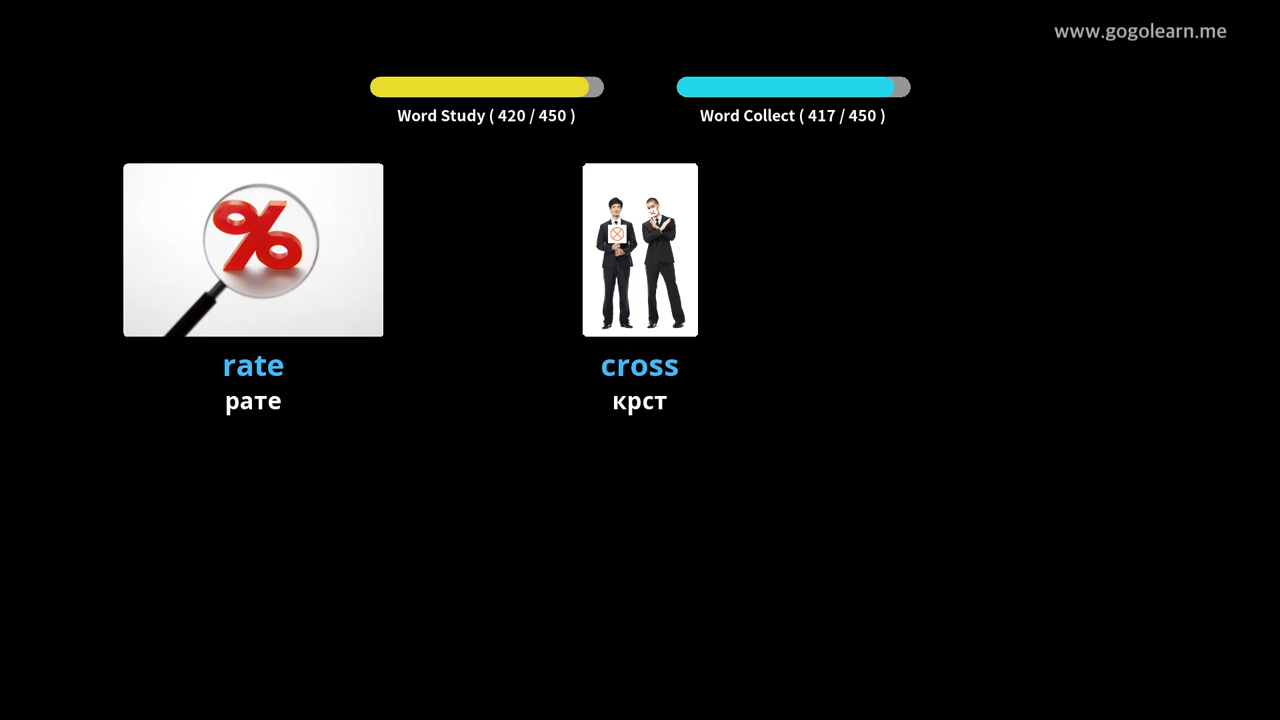 www.gogolearn.me
Word Study ( 420 / 450 )
Word Collect ( 417 / 450 )
rate
рате
cross
крст